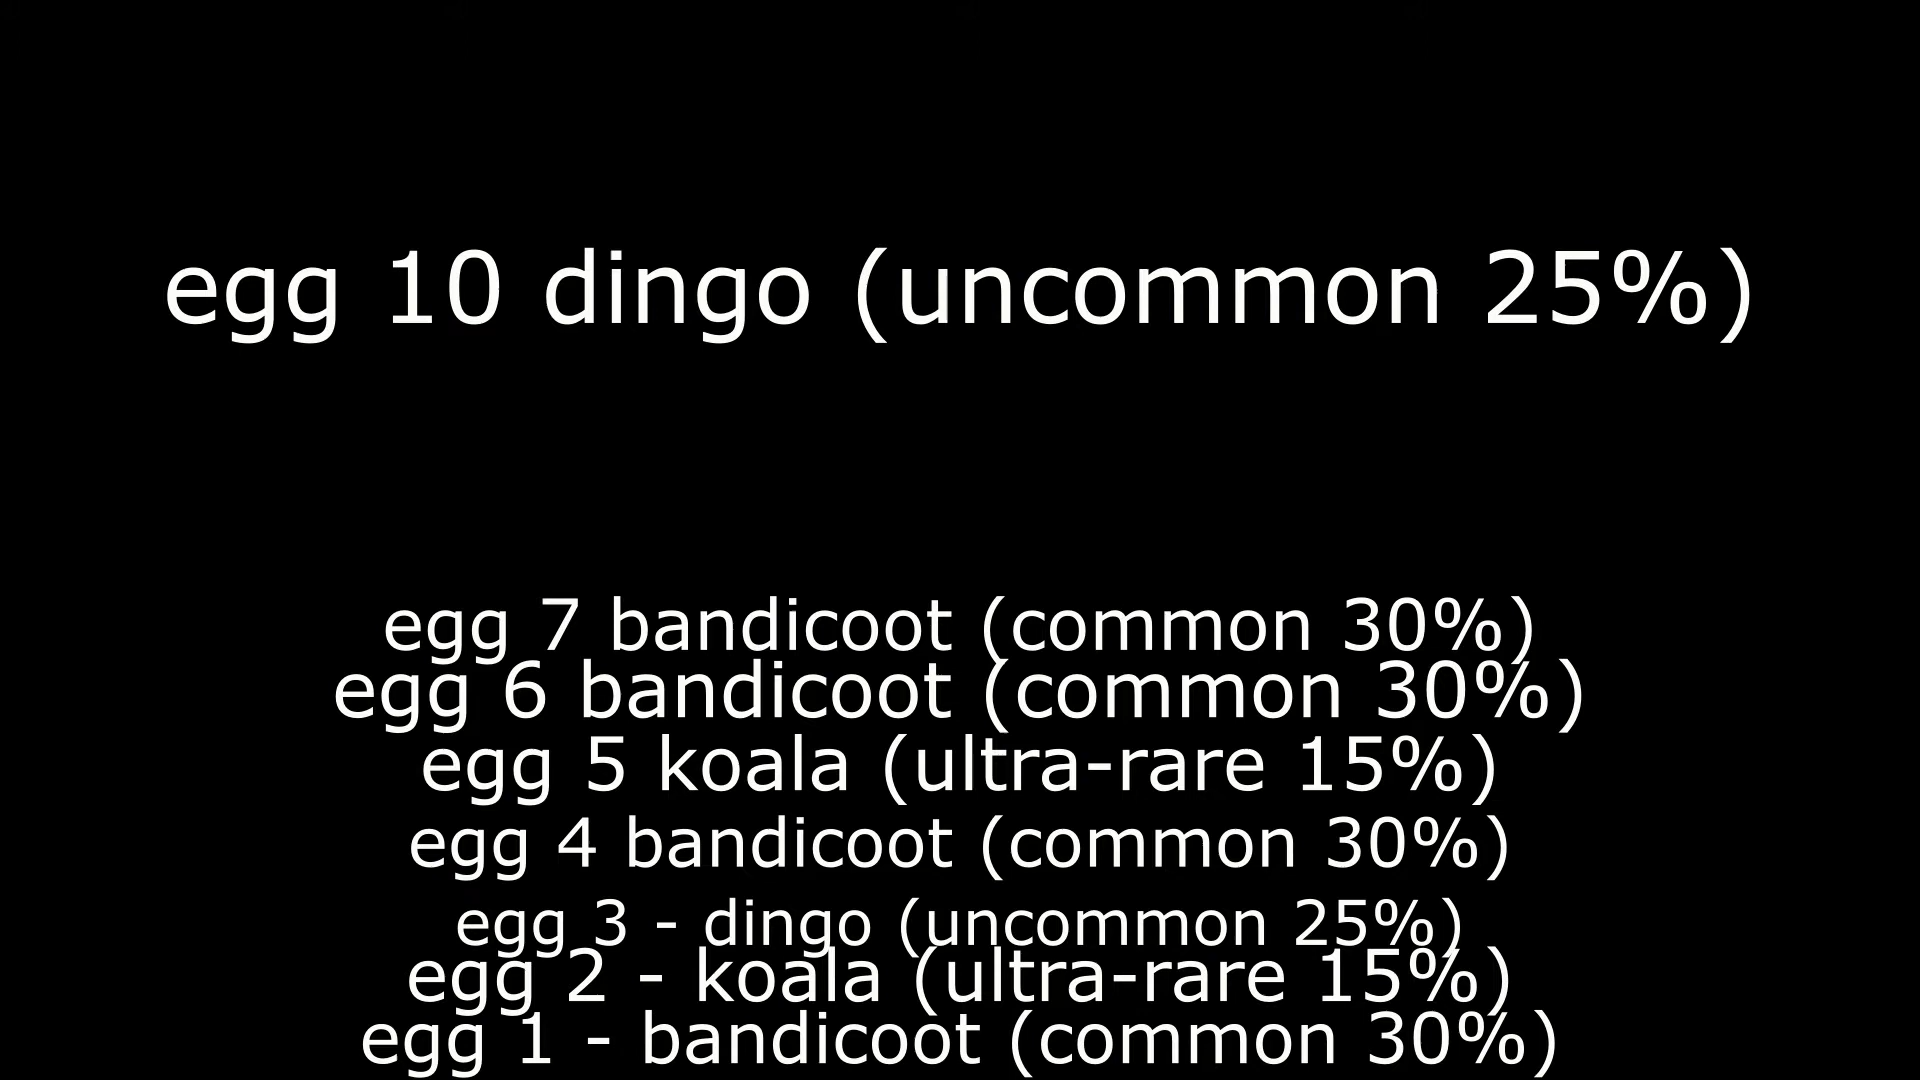 egg 10 dingo (uncommon 25%)
egg 7 bandicoot (common 30%)
egg 6 bandicoot (common 30%)
egg 5 koala (ultra-rare 15%)
egg 4 bandicoot (common 30%)
egg 3 - dingo (uncommon 25%)
egg 2 - koala (ultra-rare 15%)
egg 1 - bandicoot (common 30%)